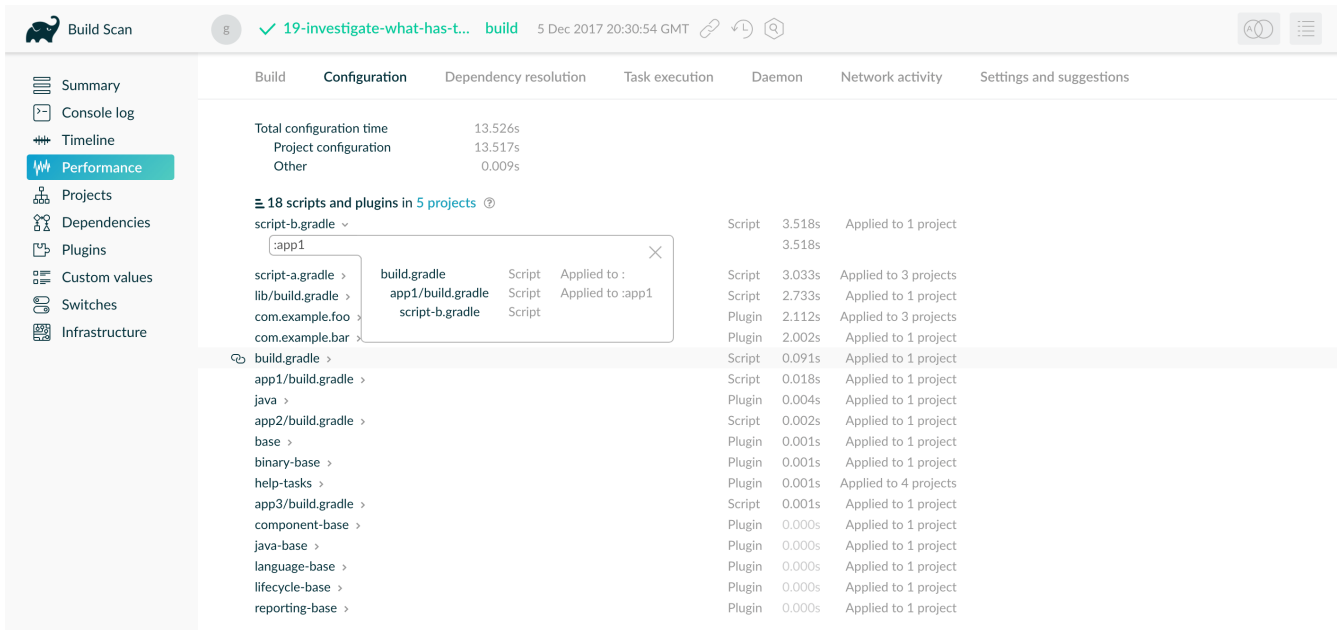 Build Scan
g 19-investigate-what-has-t... build 5 Dec 2017 20:30:54 GMT
Summary
Console log
Timeline
Performance
Projects
Dependencies
Plugins
Custom values
Switches
Infrastructure
Build Configuration Dependency resolution Task execution Daemon Network activity Settings and suggestions
Total configuration time 13.526s
Project configuration 13.517s
Other 0.009s
18 scripts and plugins in 5 projects ?
script-b.gradle Script 3.518s Applied to 1 project
:app1 3.518s
build.gradle Script Applied to :
app1/build.gradle Script Applied to :app1
script-b.gradle Script
script-a.gradle Script 3.033s Applied to 3 projects
lib/build.gradle Script 2.733s Applied to 1 project
com.example.foo Plugin 2.112s Applied to 3 projects
com.example.bar Plugin 2.002s Applied to 1 project
build.gradle Script 0.091s Applied to 1 project
app1/build.gradle Script 0.018s Applied to 1 project
java Plugin 0.004s Applied to 1 project
app2/build.gradle Script 0.002s Applied to 1 project
base Plugin 0.001s Applied to 1 project
binary-base Plugin 0.001s Applied to 1 project
help-tasks Plugin 0.001s Applied to 4 projects
app3/build.gradle Script 0.001s Applied to 1 project
component-base Plugin 0.000s Applied to 1 project
java-base Plugin 0.000s Applied to 1 project
language-base Plugin 0.000s Applied to 1 project
lifecycle-base Plugin 0.000s Applied to 1 project
reporting-base Plugin 0.000s Applied to 1 project